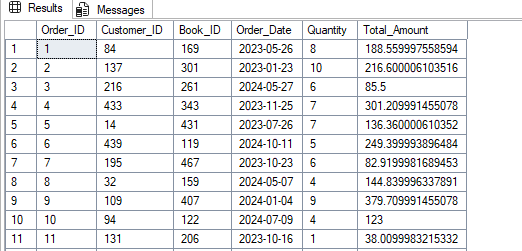 Results Messages
Order_ID Customer_ID Book_ID Order_Date Quantity Total_Amount
1 1 84 169 2023-05-26 8 188.559997558594
2 2 137 301 2023-01-23 10 216.600006103516
3 3 216 261 2024-05-27 6 85.5
4 4 433 343 2023-11-25 7 301.209991455078
5 5 14 431 2023-07-26 7 136.360000610352
6 6 439 119 2024-10-11 5 249.399993896484
7 7 195 467 2023-10-23 6 82.9199981689453
8 8 32 159 2024-05-07 4 144.839996337891
9 9 109 407 2024-01-04 9 379.709991455078
10 10 94 122 2024-07-09 4 123
11 11 131 206 2023-10-16 1 38.0099983215332